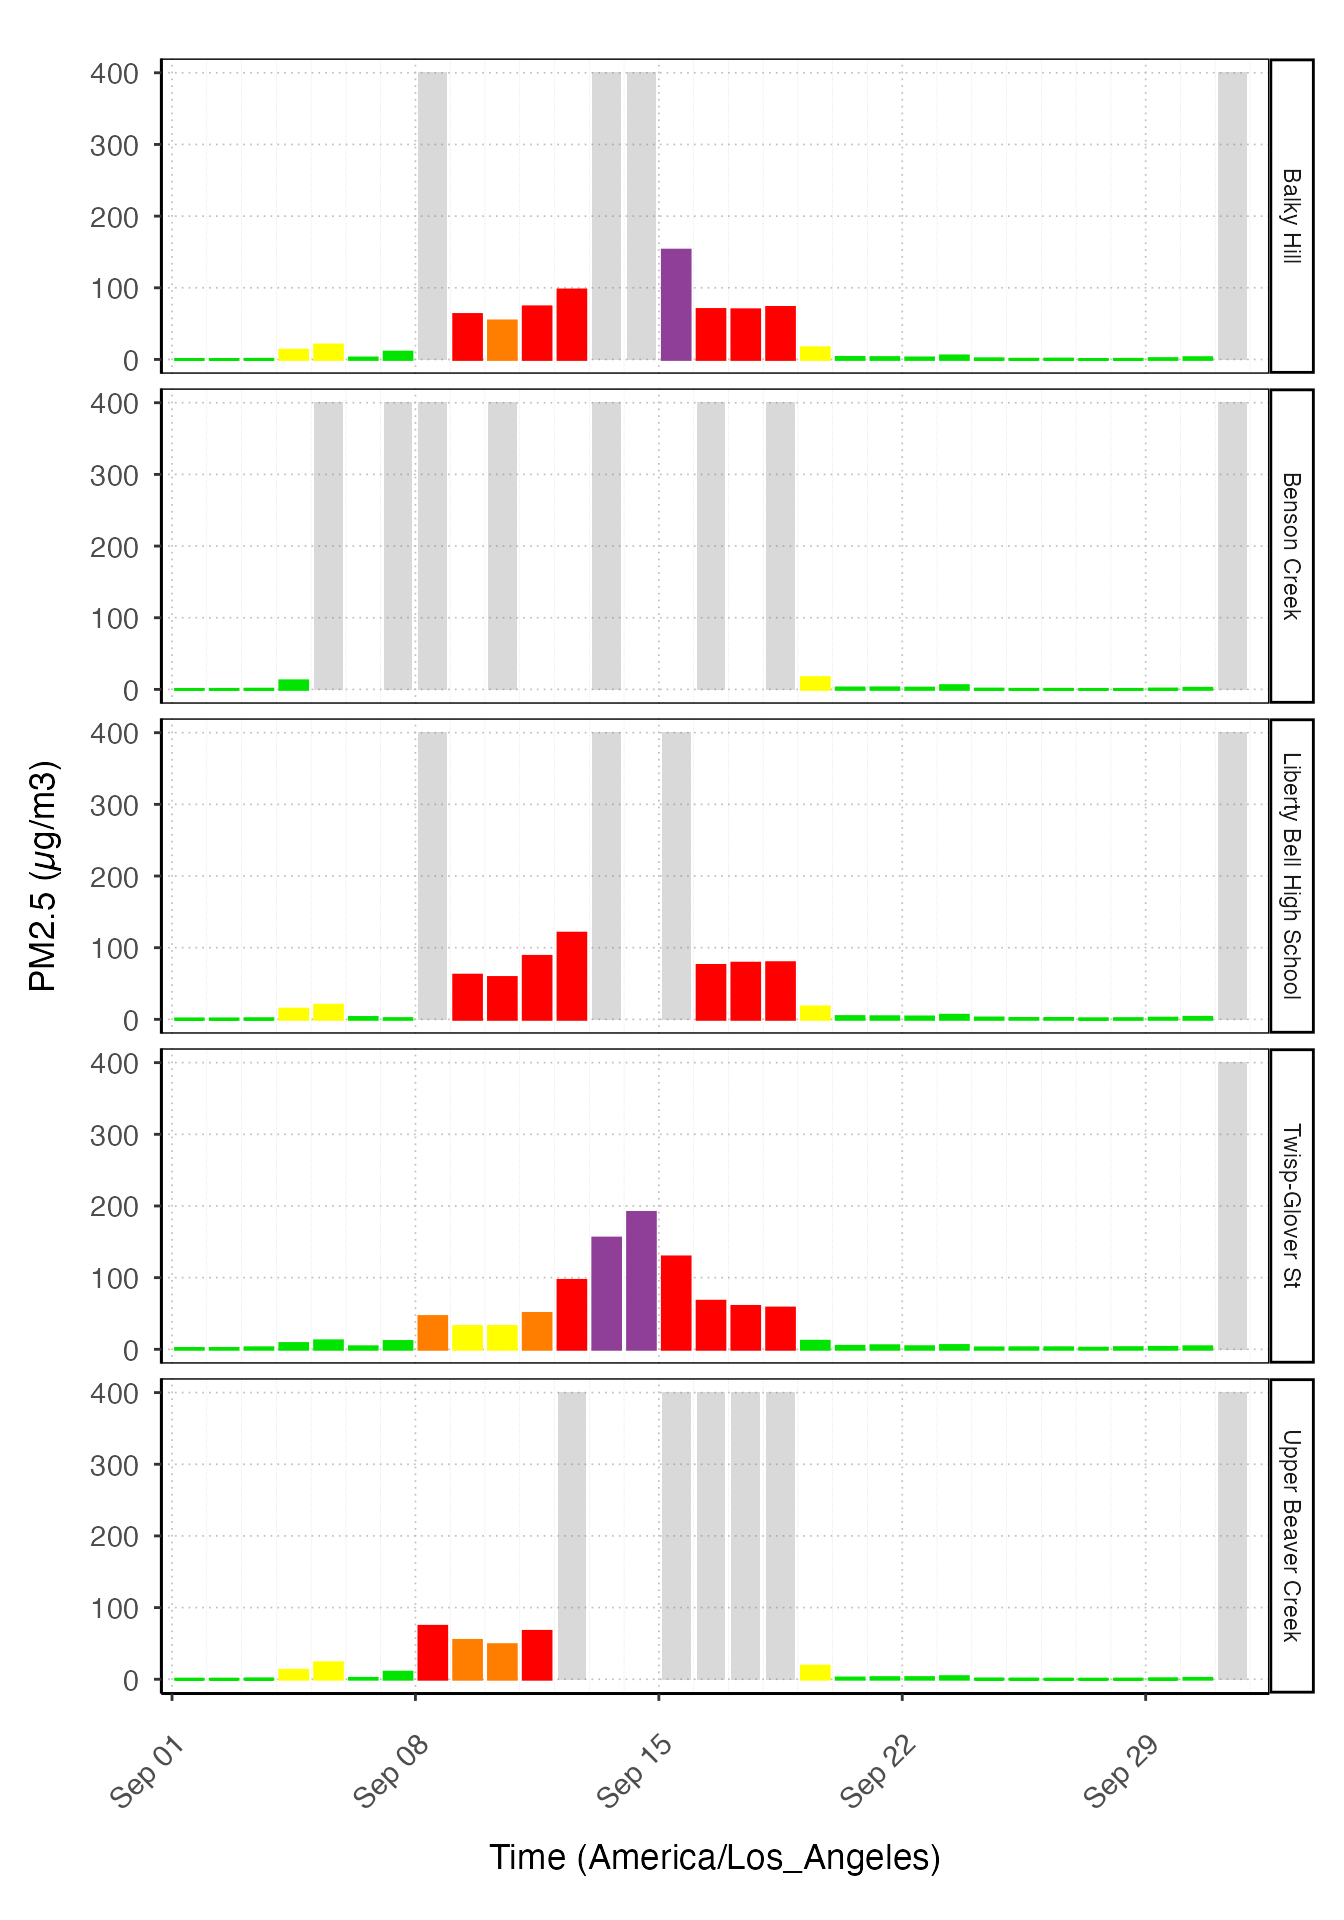 PM2.5 (µg/m3)
400
300
200
100
0
Balky Hill
400
300
200
100
0
Benson Creek
400
300
200
100
0
Liberty Bell High School
400
300
200
100
0
Twisp-Glover St
400
300
200
100
0
Upper Beaver Creek
Sep 01
Sep 08
Sep 15
Sep 22
Sep 29
Time (America/Los_Angeles)